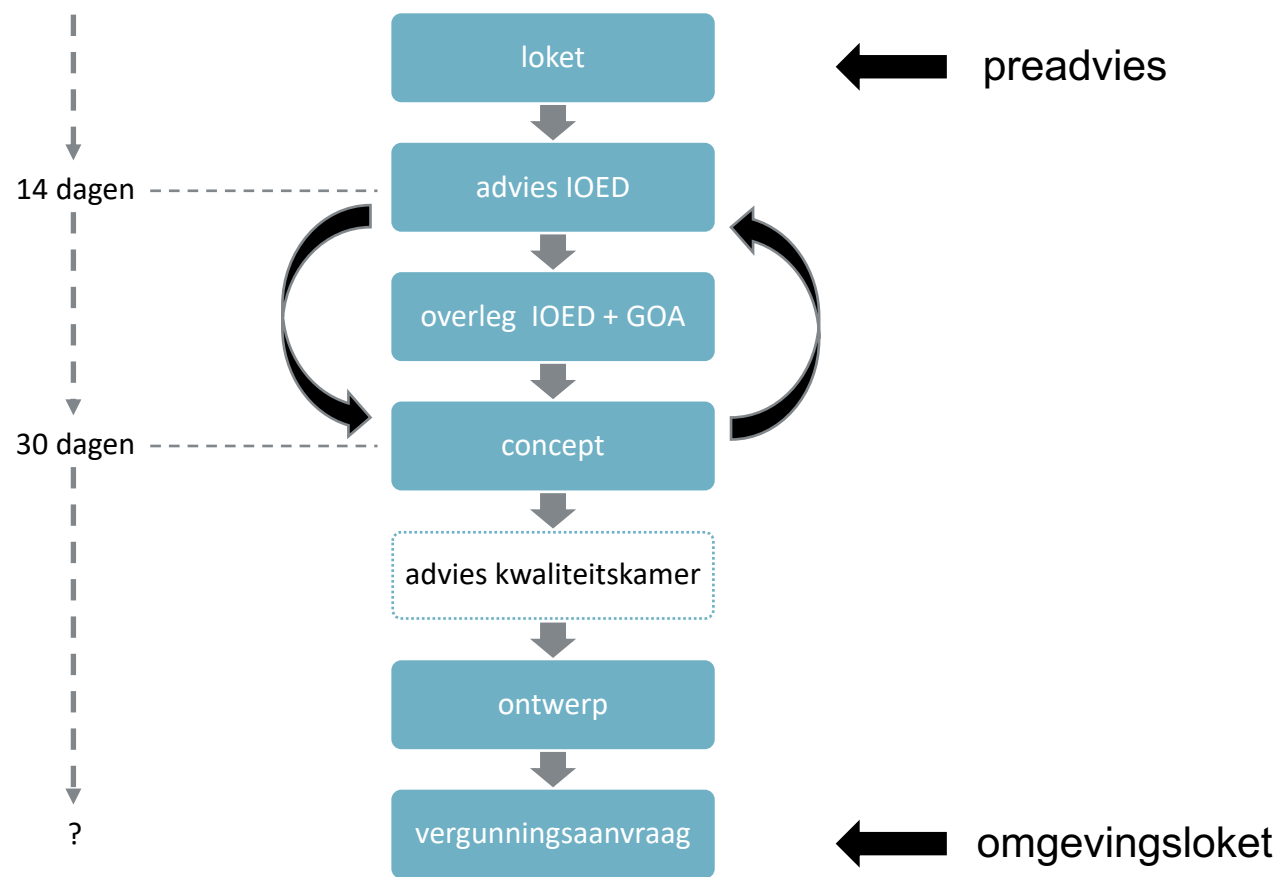 loket
preadvies
14 dagen
advies IOED
overleg IOED + GOA
30 dagen
concept
advies kwaliteitskamer
ontwerp
?
vergunningsaanvraag
omgevingsloket